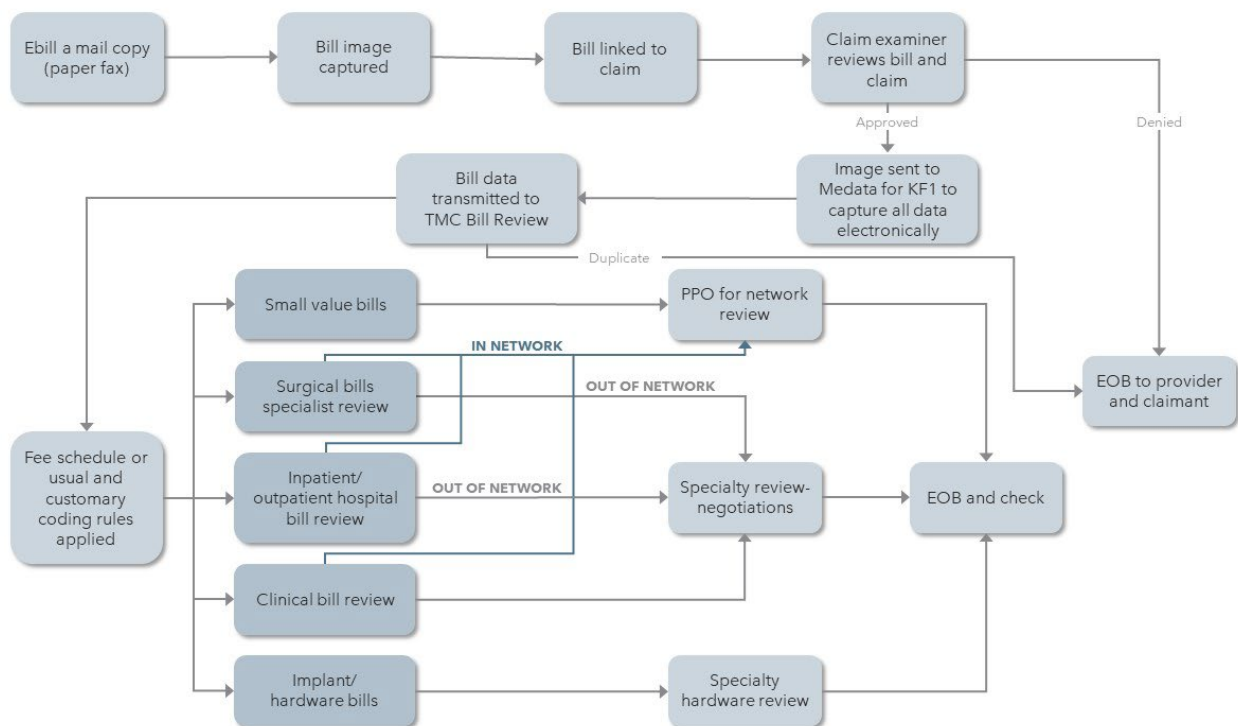 Ebill a mail copy
(paper fax)
Bill image
captured
Bill linked to
claim
Claim examiner
reviews bill and
claim
Approved
Denied
Bill data
transmitted to
TMC Bill Review
Image sent to
Medata for KF1 to
capture all data
electronically
Duplicate
Small value bills
PPO for network
review
IN NETWORK
Surgical bills
specialist review
OUT OF NETWORK
EOB to provider
and claimant
Fee schedule or
usual and
customary
coding rules
applied
Inpatient/
outpatient hospital
bill review
OUT OF NETWORK
Specialty review-
negotiations
EOB and check
Clinical bill review
Implant/
hardware bills
Specialty
hardware review